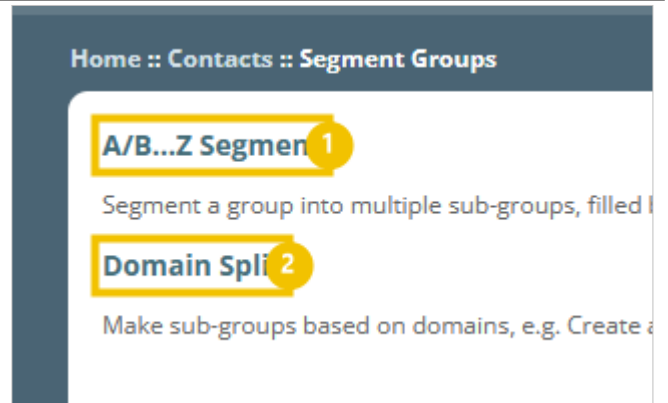 Home :: Contacts :: Segment Groups
A/B...Z Segmen 1
Segment a group into multiple sub-groups, filled
Domain Spli 2
Make sub-groups based on domains, e.g. Create a